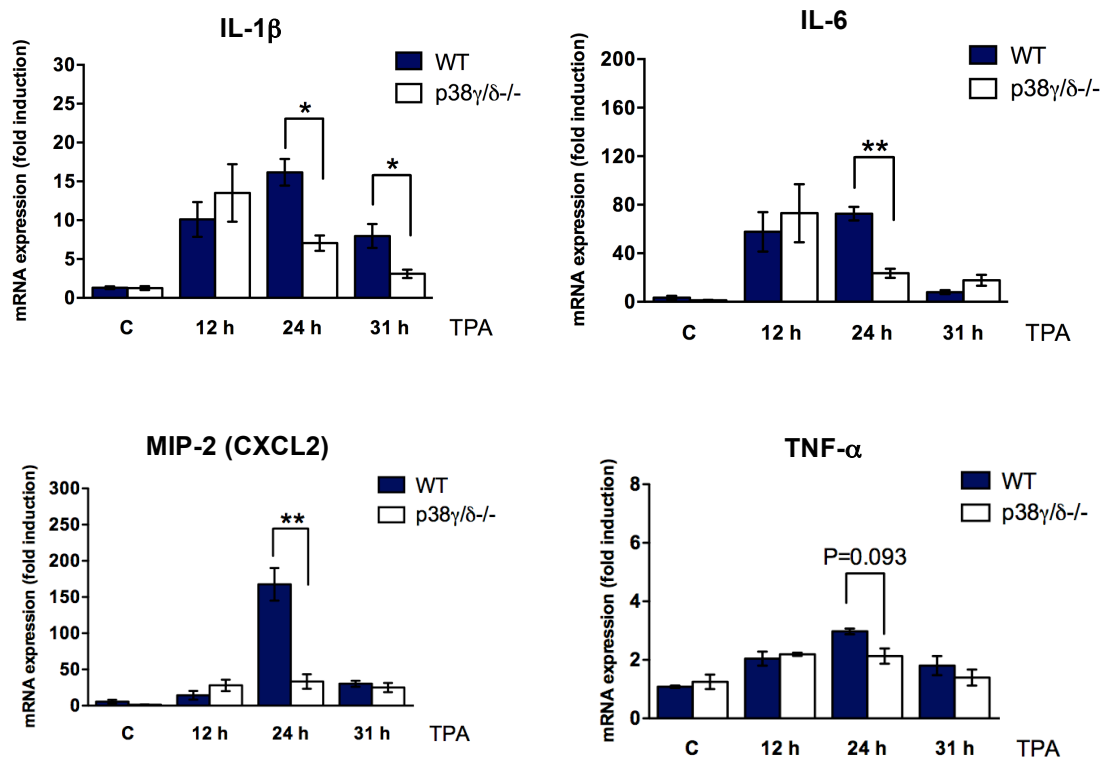 IL-1β
mRNA expression (fold induction)
30
25
20
15
10
5
0
WT
p38γ/δ-/-
*
*
C 12 h 24 h 31 h TPA
IL-6
mRNA expression (fold induction)
200
160
120
80
40
0
WT
p38γ/δ-/-
**
C 12 h 24 h 31 h TPA
MIP-2 (CXCL2)
mRNA expression (fold induction)
300
250
200
150
100
50
0
WT
p38γ/δ-/-
**
C 12 h 24 h 31 h TPA
TNF-α
mRNA expression (fold induction)
8
6
4
2
0
WT
p38γ/δ-/-
P=0.093
C 12 h 24 h 31 h TPA